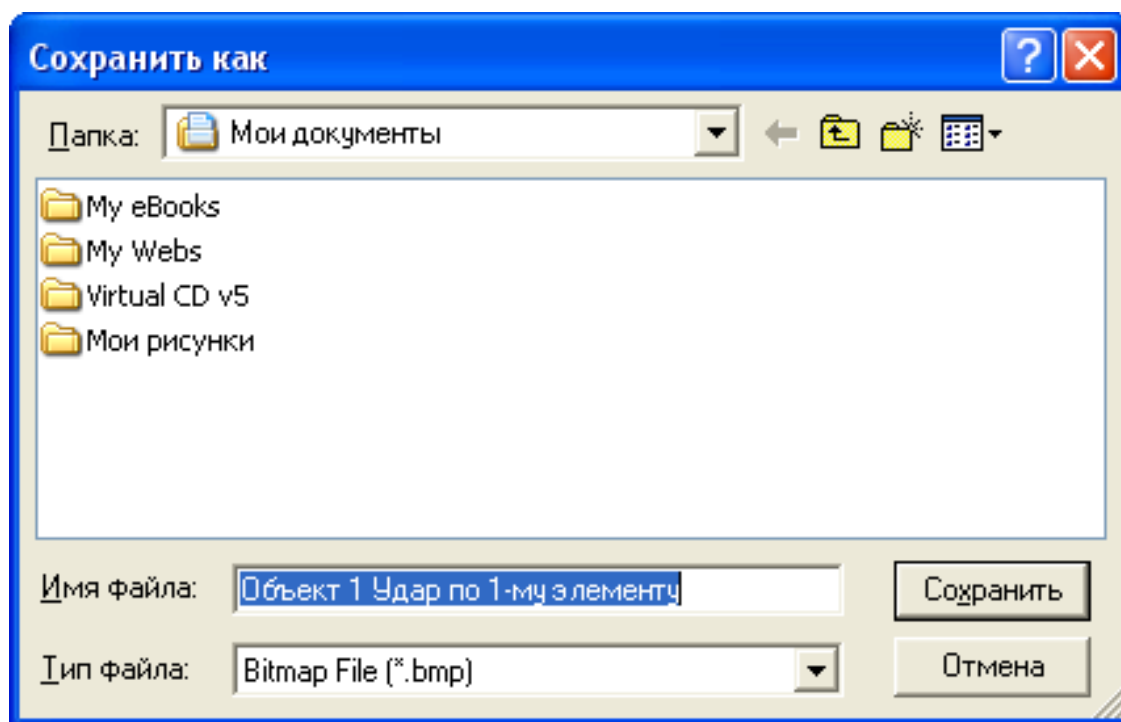 Сохранить как
Папка: Мои документы
My eBooks
My Webs
Virtual CD v5
Мои рисунки
Имя файла: Объект 1 Удар по 1-му элементу Сохранить
Тип файла: Bitmap File (*.bmp) Отмена